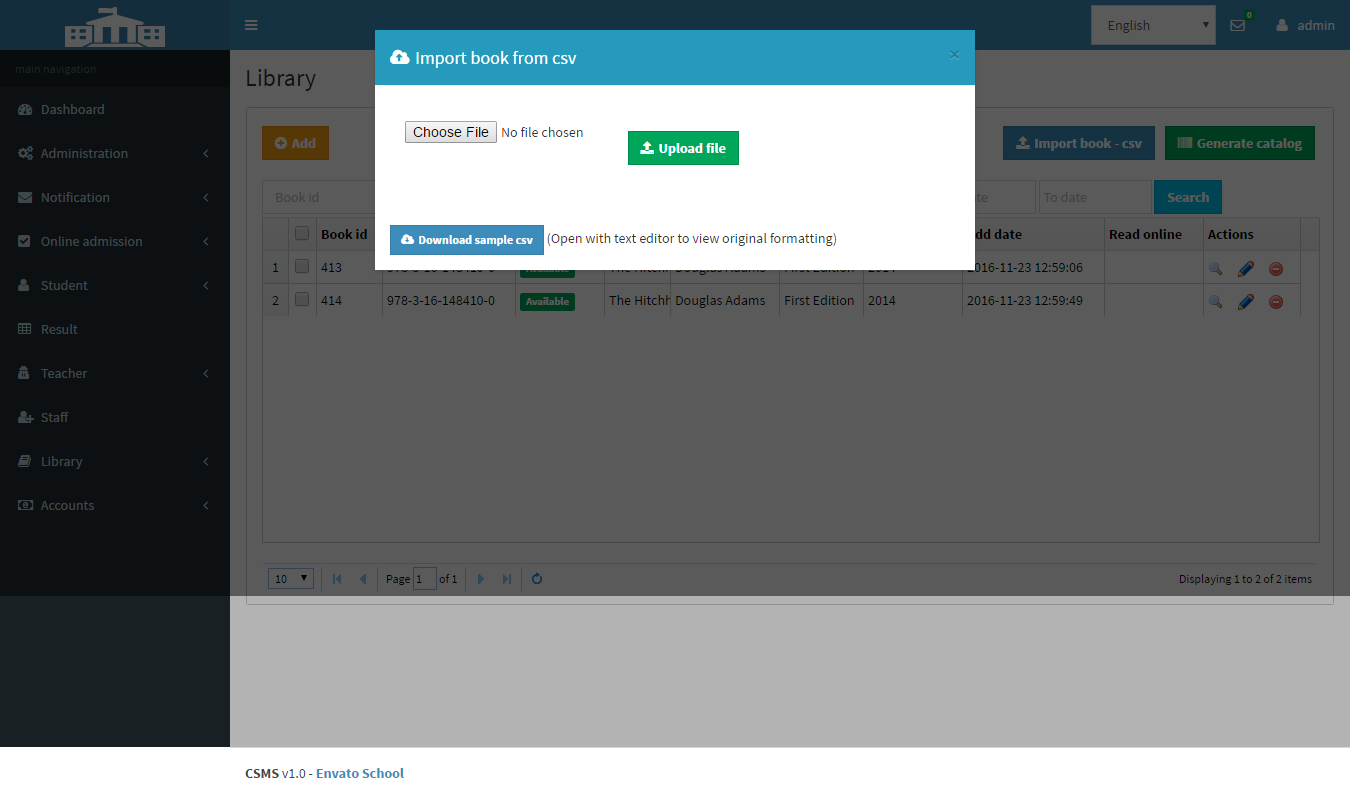 English
0
admin
main navigation
Dashboard
Administration
Notification
Online admission
Student
Result
Teacher
Staff
Library
Accounts
Library
Import book from csv
×
Choose File No file chosen
Upload file
Download sample csv (Open with text editor to view original formatting)
Add
Import book - csv
Generate catalog
Book id
To date
Search
Book id
date
Read online
Actions
1 413 978-3-16-148410-0 Available The Hitchh Douglas Adams First Edition 2014 2016-11-23 12:59:06
2 414 978-3-16-148410-0 Available The Hitchh Douglas Adams First Edition 2014 2016-11-23 12:59:49
10
Page 1 of 1
Displaying 1 to 2 of 2 items
CSMS v1.0 - Envato School